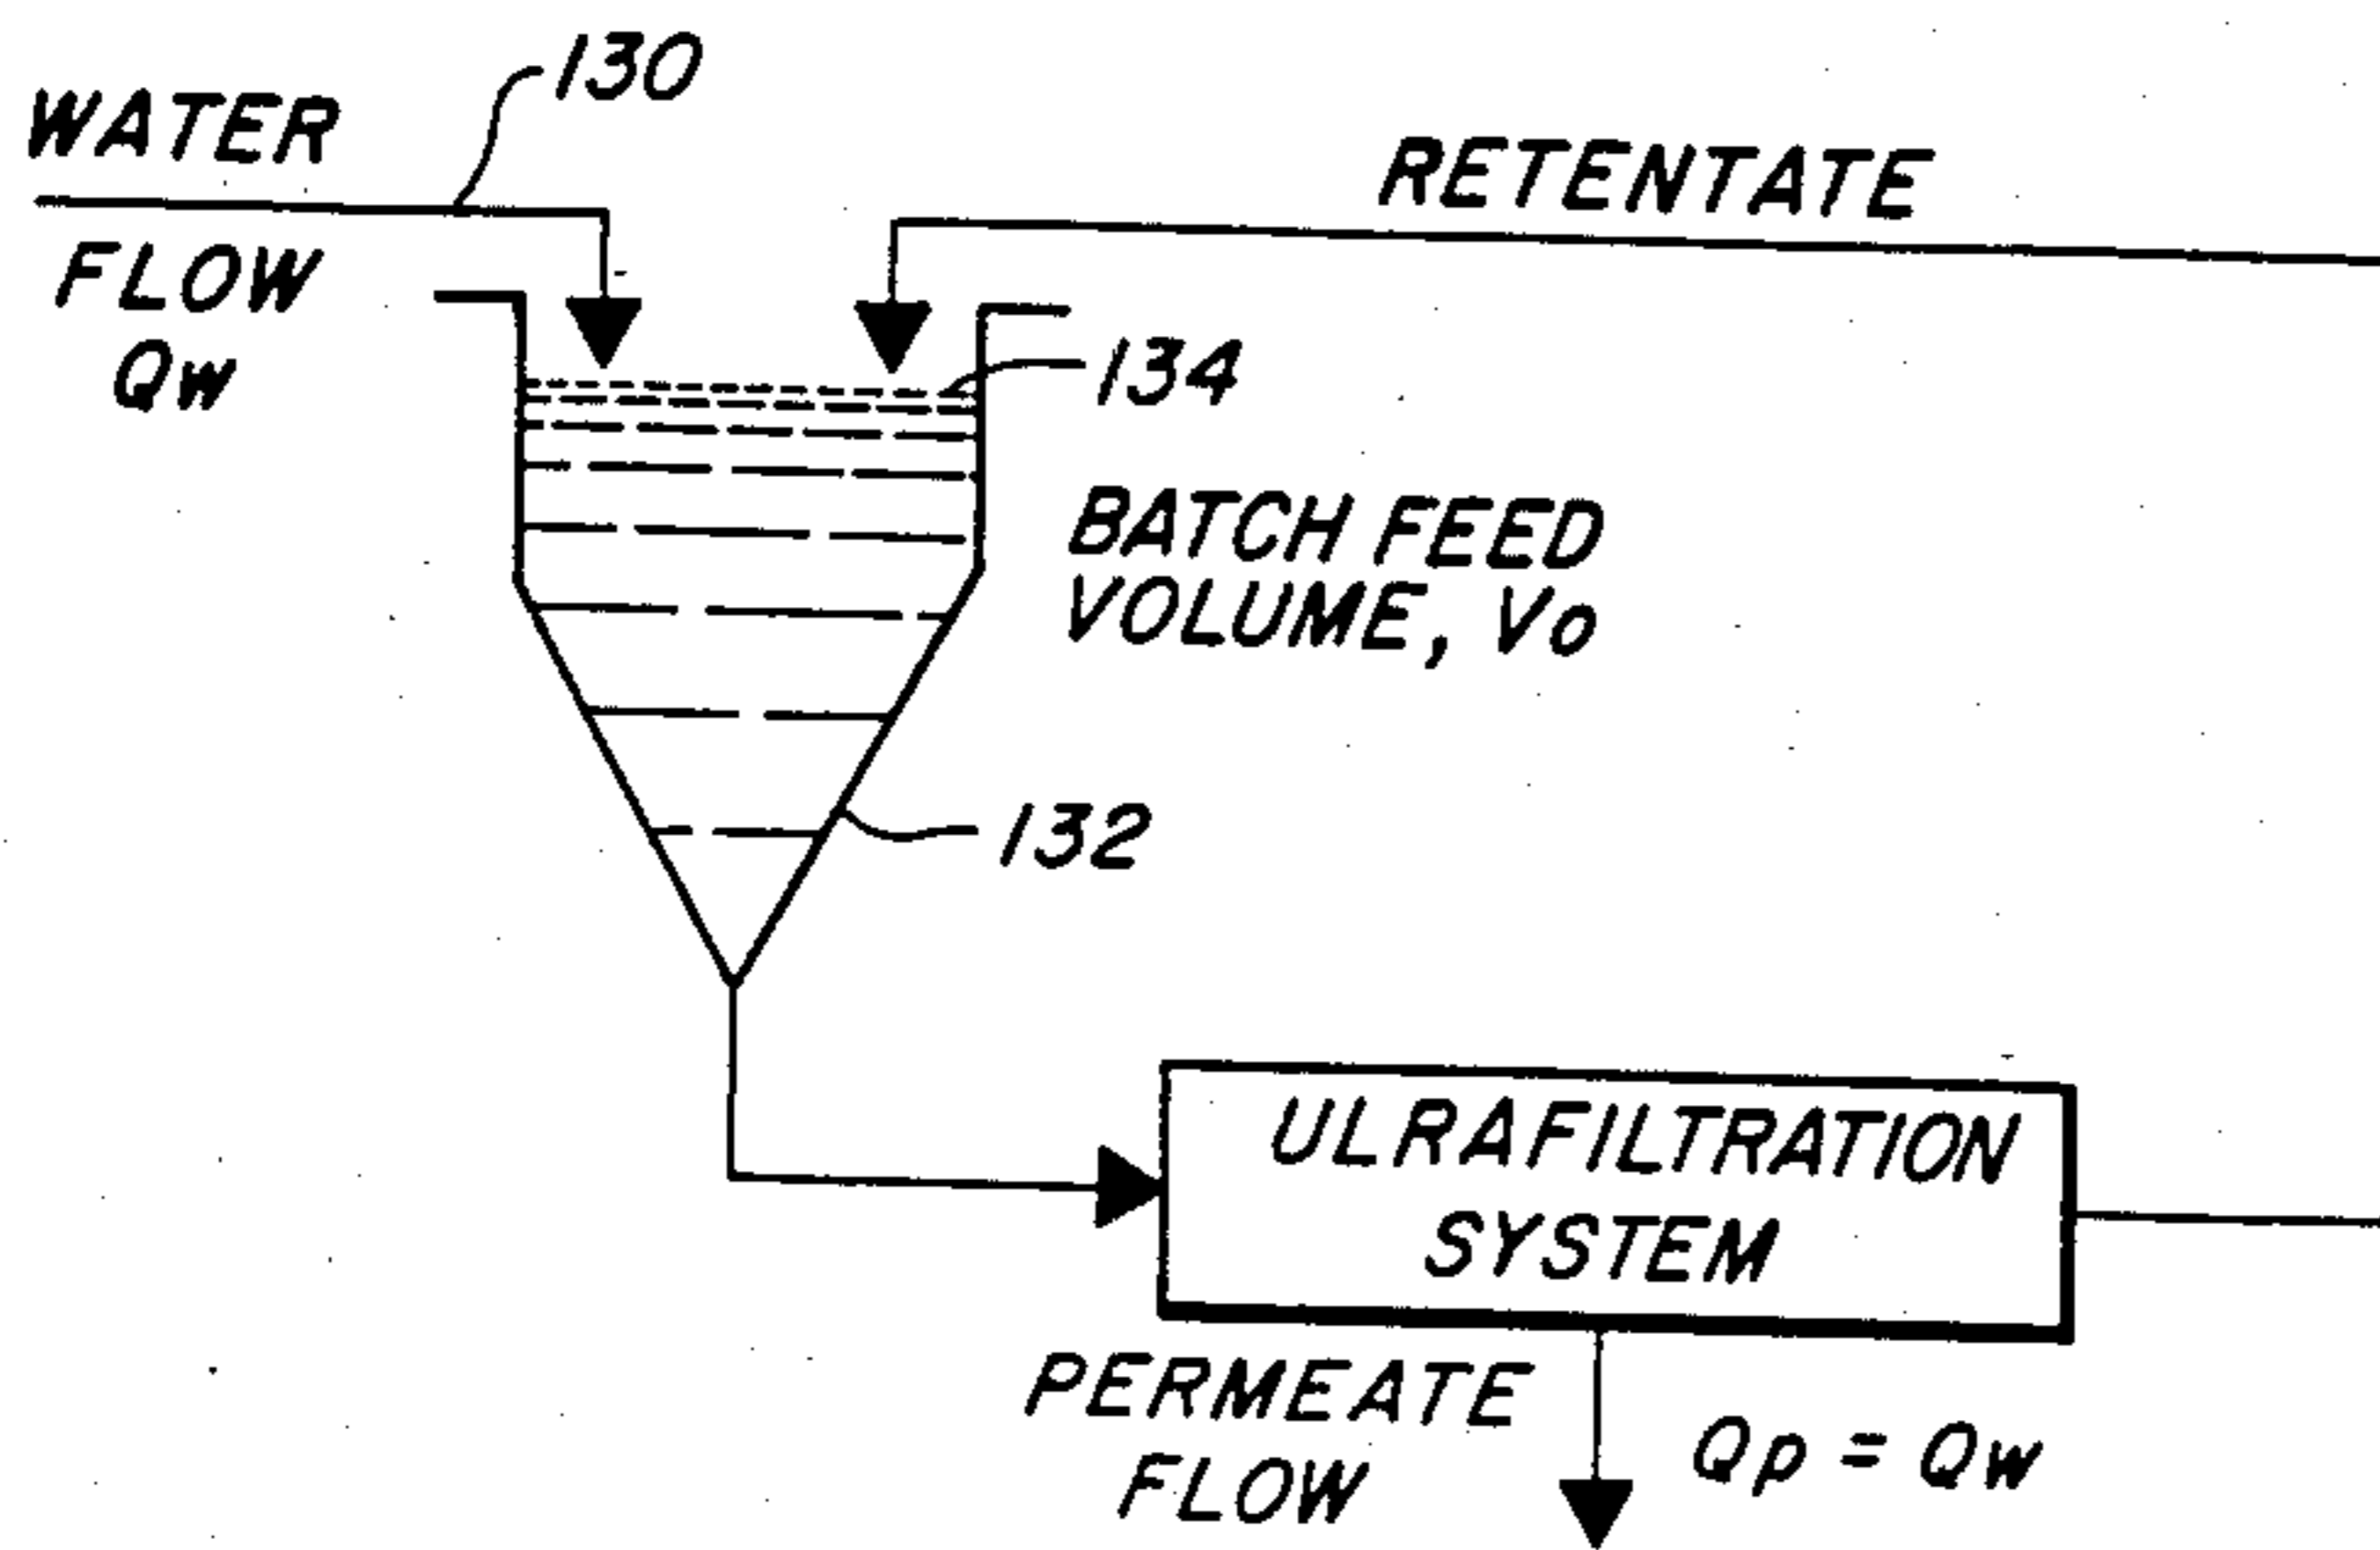 130
WATER
FLOW
Qw
RETENTATE
134
BATCH FEED
VOLUME, Vo
132
ULRAFILTRATION
SYSTEM
PERMEATE
FLOW
Qp = Qw